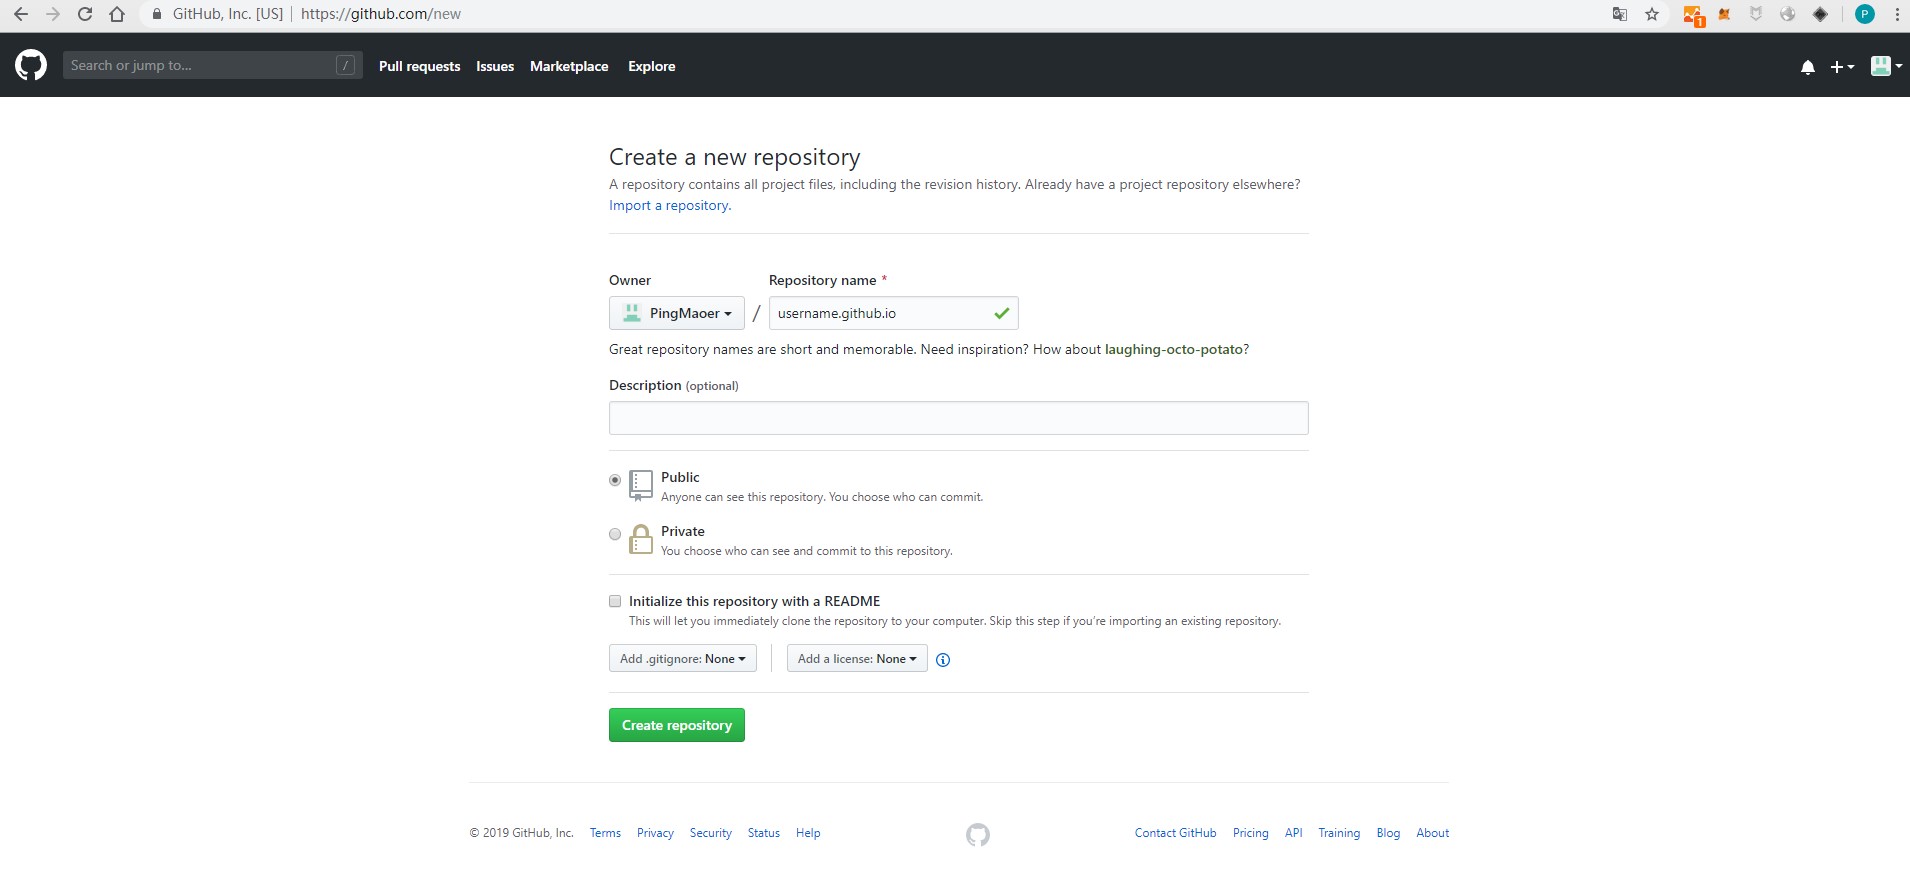 GitHub, Inc. [US] | https://github.com/new
1
P
Search or jump to... /
Pull requests Issues Marketplace Explore
Create a new repository
A repository contains all project files, including the revision history. Already have a project repository elsewhere?
Import a repository.
Owner Repository name *
PingMaoer / username.github.io
Great repository names are short and memorable. Need inspiration? How about laughing-octo-potato?
Description (optional)
Public
Anyone can see this repository. You choose who can commit.
Private
You choose who can see and commit to this repository.
Initialize this repository with a README
This will let you immediately clone the repository to your computer. Skip this step if you're importing an existing repository.
Add .gitignore: None Add a license: None
Create repository
© 2019 GitHub, Inc. Terms Privacy Security Status Help Contact GitHub Pricing API Training Blog About